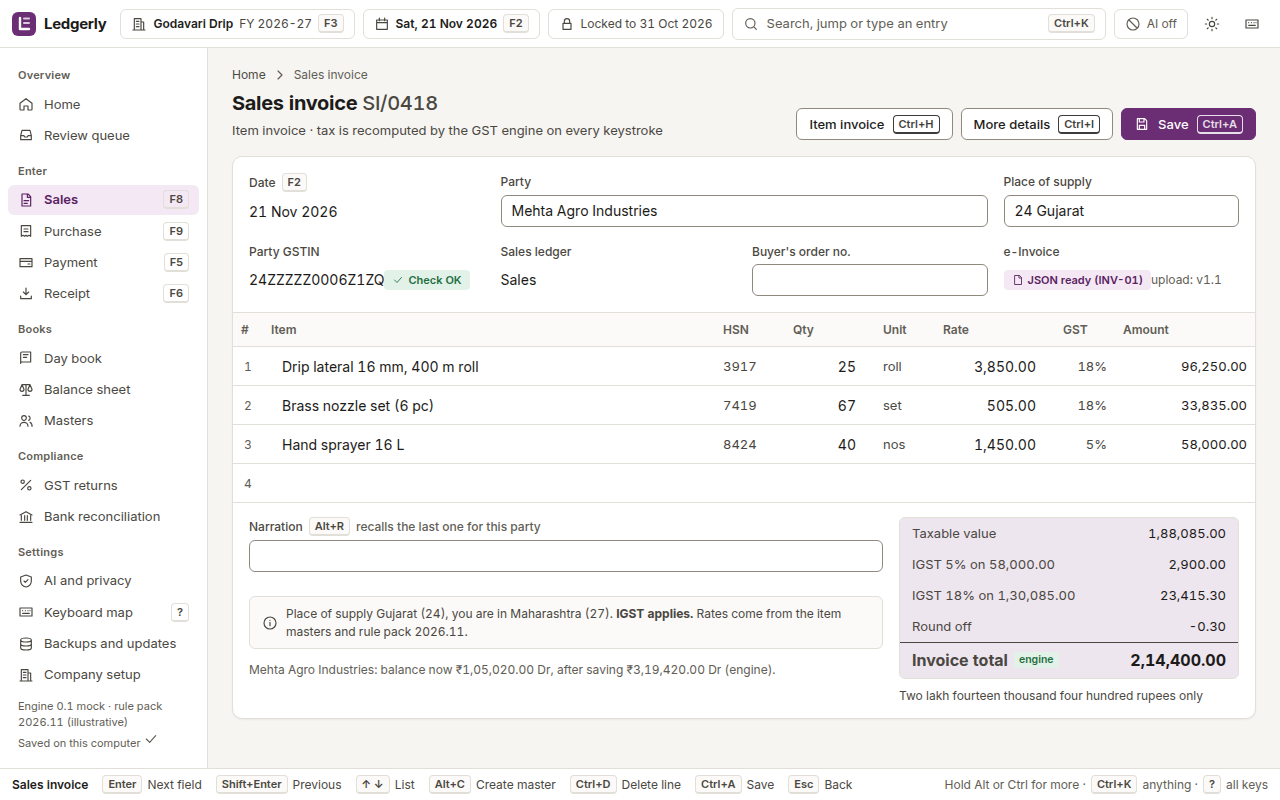 Ledgerly
Godavari Drip FY 2026-27 F3
Sat, 21 Nov 2026 F2
Locked to 31 Oct 2026
Search, jump or type an entry Ctrl+K
AI off
Overview
Home
Review queue
Enter
Sales F8
Purchase F9
Payment F5
Receipt F6
Books
Day book
Balance sheet
Masters
Compliance
GST returns
Bank reconciliation
Settings
AI and privacy
Keyboard map ?
Backups and updates
Company setup
Engine 0.1 mock · rule pack
2026.11 (illustrative)
Saved on this computer
Home > Sales invoice
Sales invoice SI/0418
Item invoice · tax is recomputed by the GST engine on every keystroke
Item invoice Ctrl+H
More details Ctrl+I
Save Ctrl+A
Date F2
21 Nov 2026
Party
Mehta Agro Industries
Place of supply
24 Gujarat
Party GSTIN
24ZZZZZ0006Z1ZQ Check OK
Sales ledger
Sales
Buyer's order no.
e-Invoice
JSON ready (INV-01) upload: v1.1
# Item HSN Qty Unit Rate GST Amount
1 Drip lateral 16 mm, 400 m roll 3917 25 roll 3,850.00 18% 96,250.00
2 Brass nozzle set (6 pc) 7419 67 set 505.00 18% 33,835.00
3 Hand sprayer 16 L 8424 40 nos 1,450.00 5% 58,000.00
4
Narration Alt+R recalls the last one for this party
Place of supply Gujarat (24), you are in Maharashtra (27). IGST applies. Rates come from the item
masters and rule pack 2026.11.
Mehta Agro Industries: balance now ₹1,05,020.00 Dr, after saving ₹3,19,420.00 Dr (engine).
Taxable value 1,88,085.00
IGST 5% on 58,000.00 2,900.00
IGST 18% on 1,30,085.00 23,415.30
Round off -0.30
Invoice total engine 2,14,400.00
Two lakh fourteen thousand four hundred rupees only
Sales invoice Enter Next field Shift+Enter Previous ↑↓ List Alt+C Create master Ctrl+D Delete line Ctrl+A Save Esc Back
Hold Alt or Ctrl for more · Ctrl+K anything · ? all keys